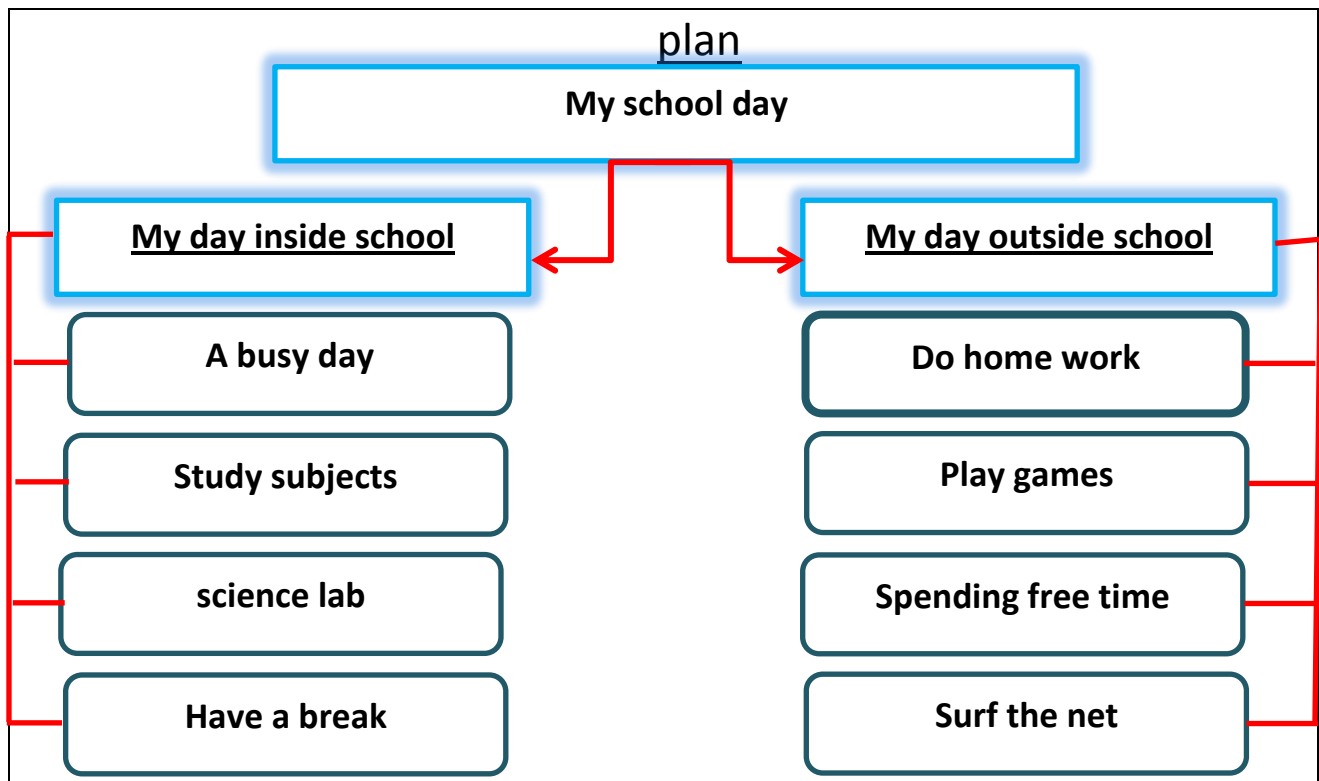 plan
My school day
My day inside school
A busy day
Study subjects
science lab
Have a break
My day outside school
Do home work
Play games
Spending free time
Surf the net